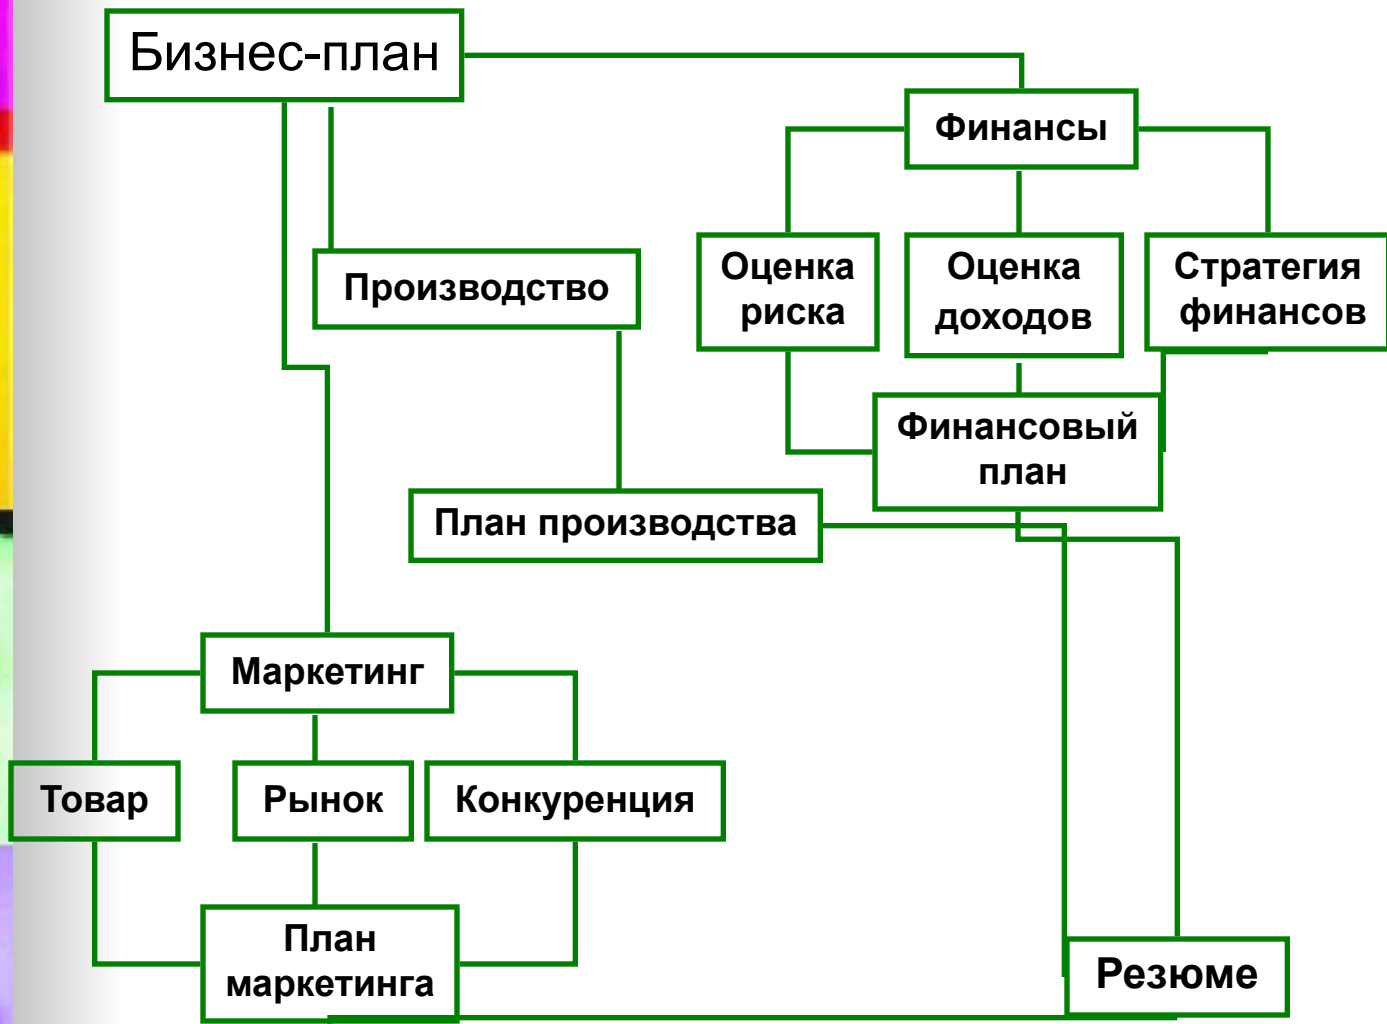 Бизнес-план
Финансы
Производство
Оценка
риска
Оценка
доходов
Стратегия
финансов
Финансовый
план
План производства
Маркетинг
Товар
Рынок
Конкуренция
План
маркетинга
Резюме